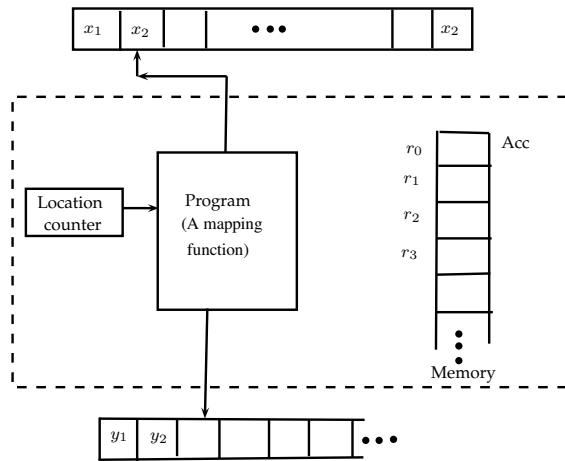 x₁ x₂ ••• x₂
r₀ Acc
r₁
Location counter
Program
(A mapping function)
r₂
r₃
Memory
y₁ y₂ •••